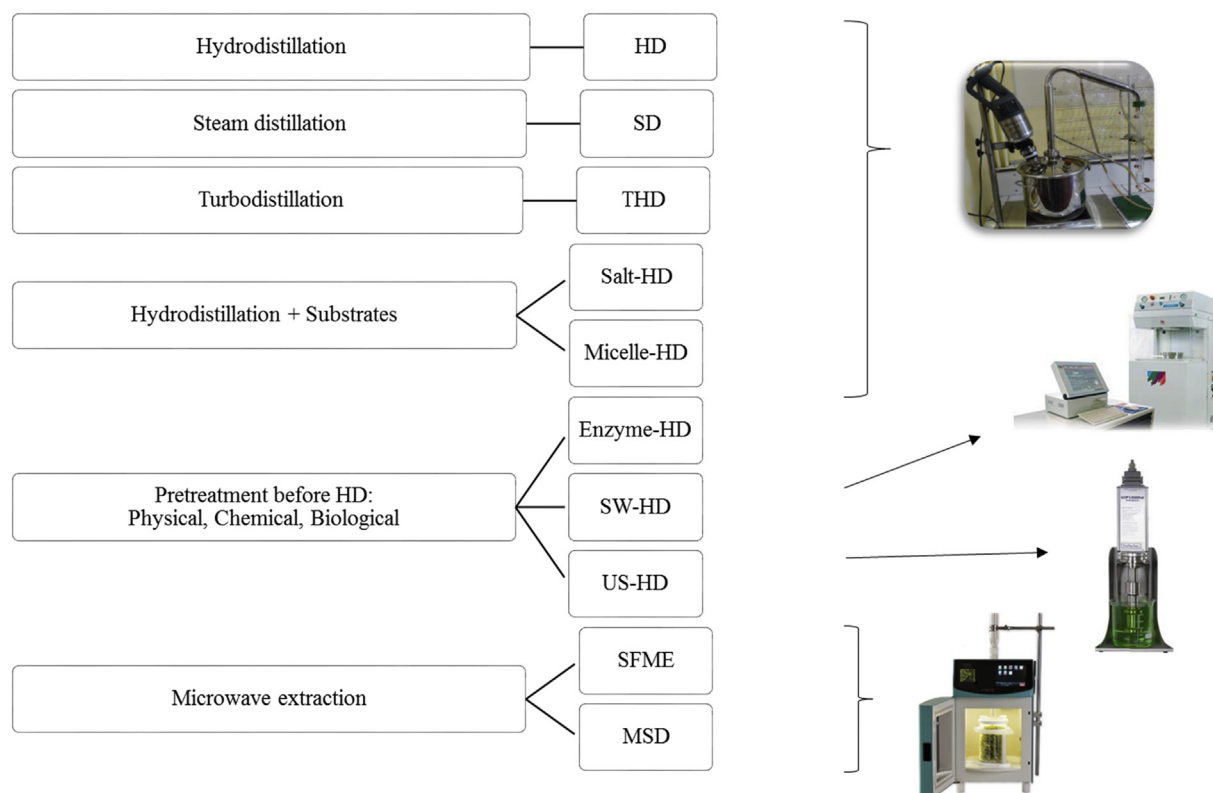 Hydrodistillation
HD
Steam distillation
SD
Turbodistillation
THD
Hydrodistillation + Substrates
Salt-HD
Micelle-HD
Pretreatment before HD:
Physical, Chemical, Biological
Enzyme-HD
SW-HD
US-HD
Microwave extraction
SFME
MSD